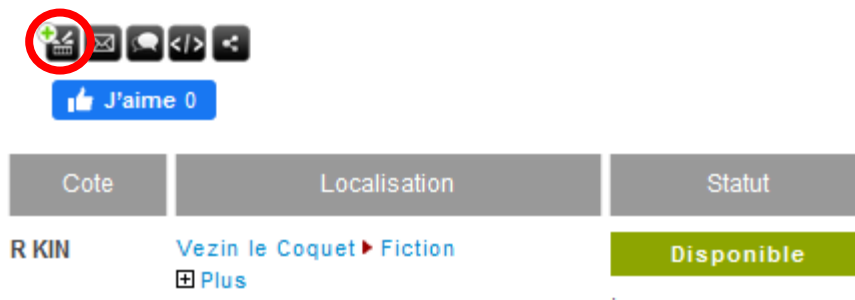 </>
J'aime 0
Cote Localisation Statut
R KIN Vezin le Coquet Fiction Disponible
Plus